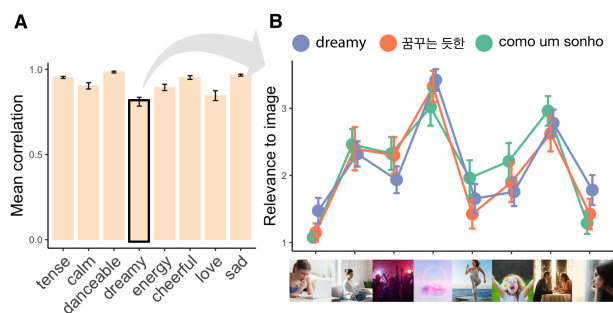 A
Mean correlation
1.0
0.5
0.0
tense
calm
danceable
dreamy
energy
cheerful
love
sad
B
dreamy
꿈꾸는 듯한
como um sonho
Relevance to image
3
2
1